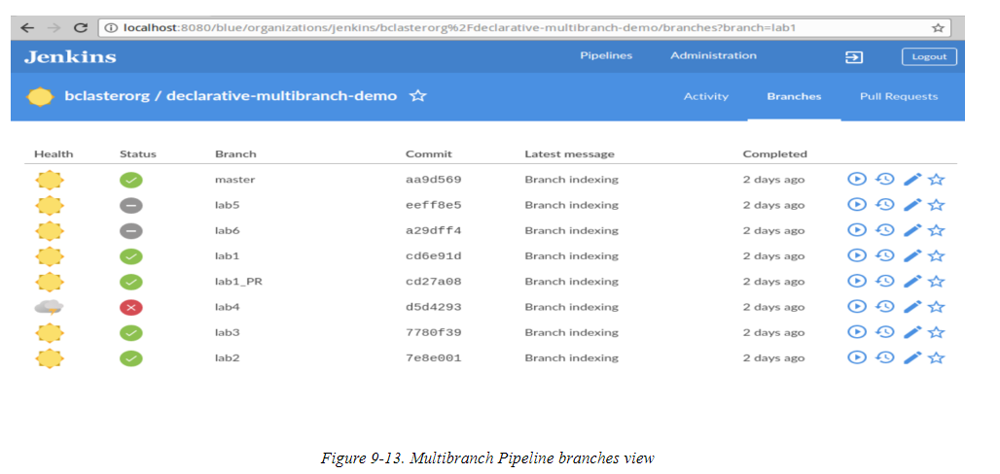 localhost:8080/blue/organizations/jenkins/bclasterorg%2Fdeclarative-multibranch-demo/branches?branch=lab1
Jenkins Pipelines Administration Logout
bclasterorg / declarative-multibranch-demo Activity Branches Pull Requests
Health Status Branch Commit Latest message Completed
master aa9d569 Branch indexing 2 days ago
lab5 eeff8e5 Branch indexing 2 days ago
lab6 a29dff4 Branch indexing 2 days ago
lab1 cd6e91d Branch indexing 2 days ago
lab1_PR cd27a08 Branch indexing 2 days ago
lab4 d5d4293 Branch indexing 2 days ago
lab3 7780f39 Branch indexing 2 days ago
lab2 7e8e001 Branch indexing 2 days ago
Figure 9-13. Multibranch Pipeline branches view